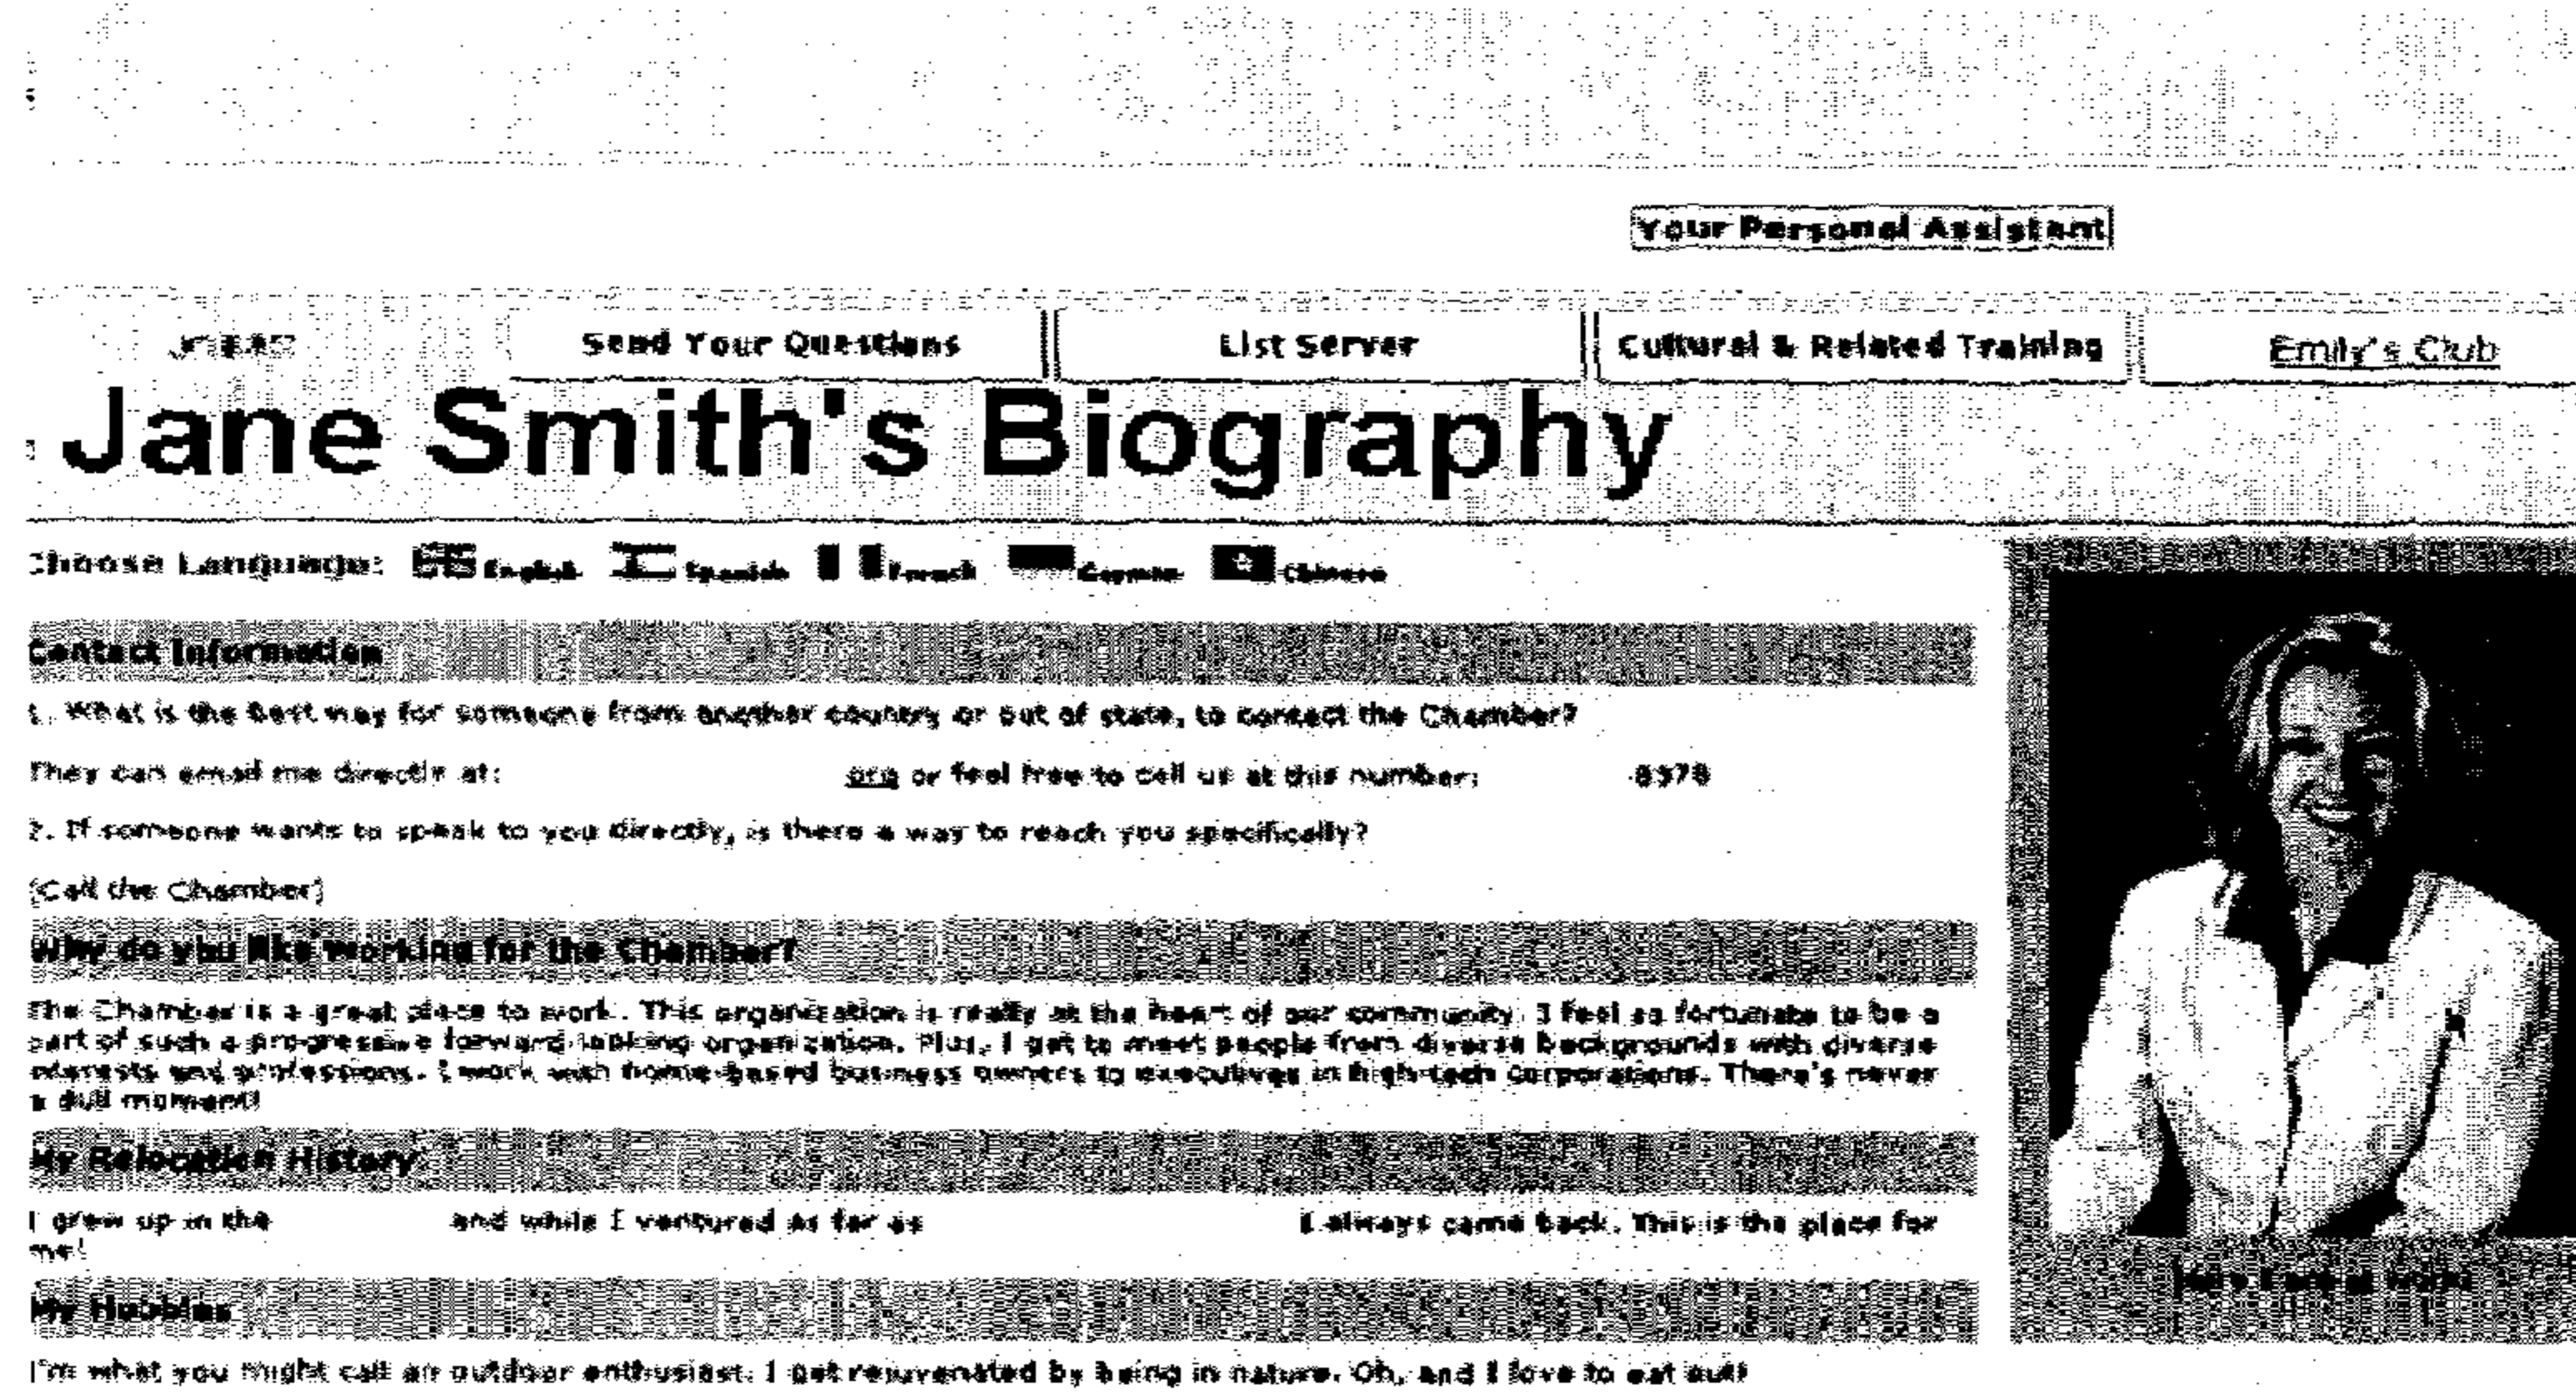 Your Personal Assistant
Send Your Questions
List Server
Cultural & Related Training
Emily's Club
Jane Smith's Biography
Choose Language: English Spanish French German Chinese
Contact Information
1. What is the best way for someone from another country or out of state, to contact the Chamber?
They can email me directly at: org or feel free to call us at this number: -8378
2. If someone wants to speak to you directly, is there a way to reach you specifically?
(Call the Chamber)
Why do you like working for the Chamber?
The Chamber is a great place to work. This organization is really at the heart of our community. I feel so fortunate to be a
part of such a progressive forward-looking organization. Plus, I get to meet people from diverse backgrounds with diverse
interests and professions. I work with home-based business owners to executives in high-tech corporations. There's never
a dull moment!
My Relocation History
I grew up in the and while I ventured as far as I always came back. This is the place for
me!
My Hobbies
I'm what you might call an outdoor enthusiast. I get rejuvenated by being in nature. Oh, and I love to eat out!